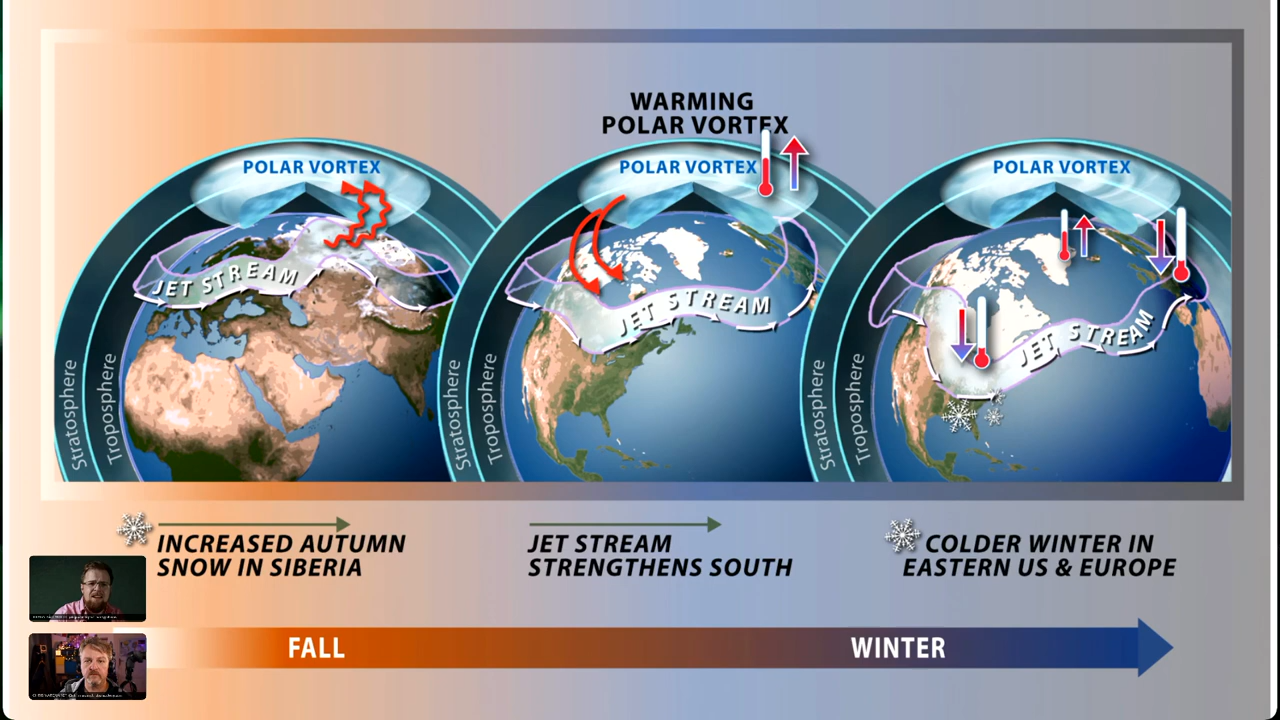 WARMING
POLAR VORTEX
POLAR VORTEX
JET STREAM
Stratosphere
Troposphere
POLAR VORTEX
JET STREAM
Stratosphere
Troposphere
POLAR VORTEX
JET STREAM
Stratosphere
Troposphere
INCREASED AUTUMN
SNOW IN SIBERIA
JET STREAM
STRENGTHENS SOUTH
COLDER WINTER IN
EASTERN US & EUROPE
FALL
WINTER